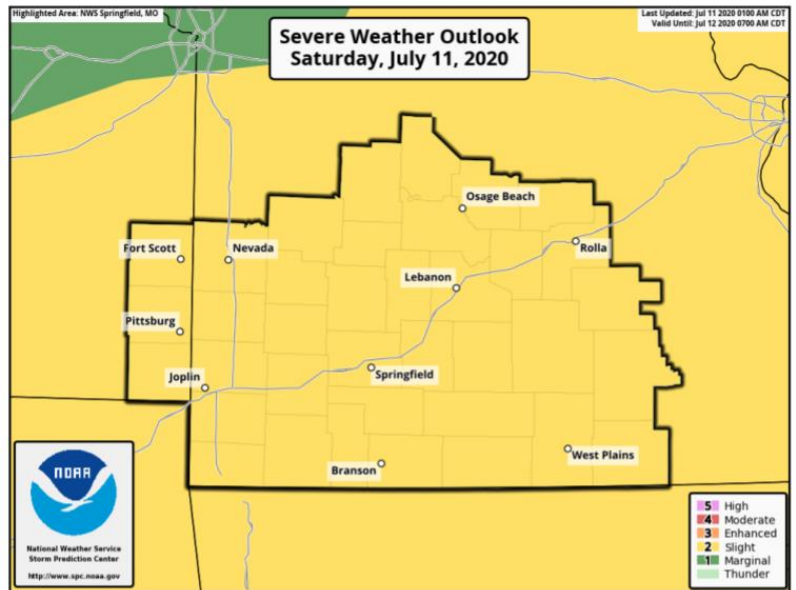 Highlighted Area: NWS Springfield, MO
Last Updated: Jul 11 2020 0100 AM CDT
Valid Until: Jul 12 2020 0700 AM CDT
Severe Weather Outlook
Saturday, July 11, 2020
Osage Beach
Fort Scott
Nevada
Rolla
Lebanon
Pittsburg
Joplin
Springfield
Branson
West Plains
NOAA
National Weather Service
Storm Prediction Center
http://www.spc.noaa.gov
5 High
4 Moderate
3 Enhanced
2 Slight
1 Marginal
Thunder